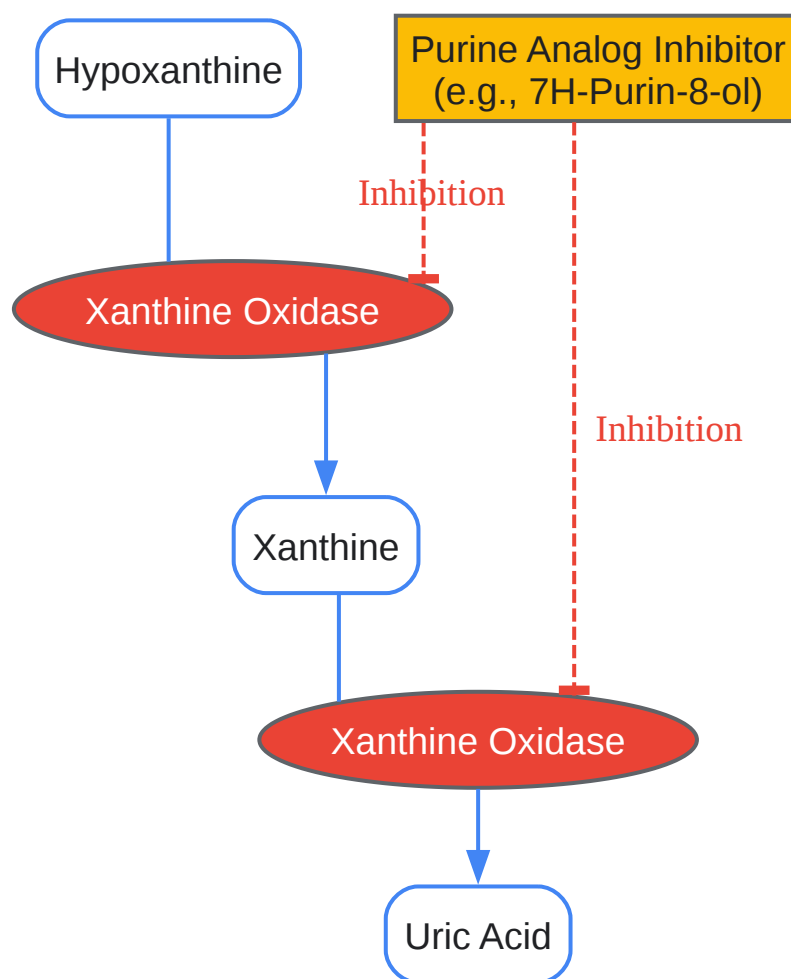 Hypoxanthine
Purine Analog Inhibitor
(e.g., 7H-Purin-8-ol)
Inhibition
Xanthine Oxidase
Inhibition
Xanthine
Xanthine Oxidase
Uric Acid